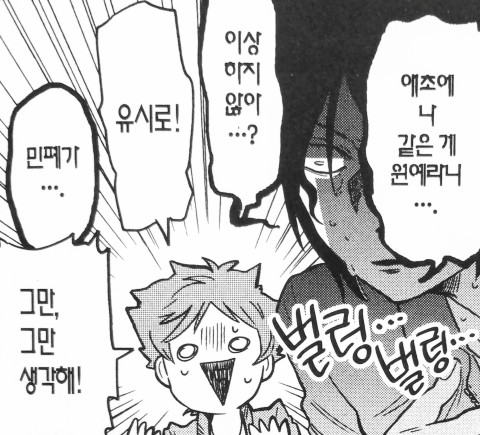 애초에
나
같은 게
원예라니
….
이상
하지
않아
…?
유시로!
민폐가
….
그만,
그만
생각해!
벌렁…
벌렁…